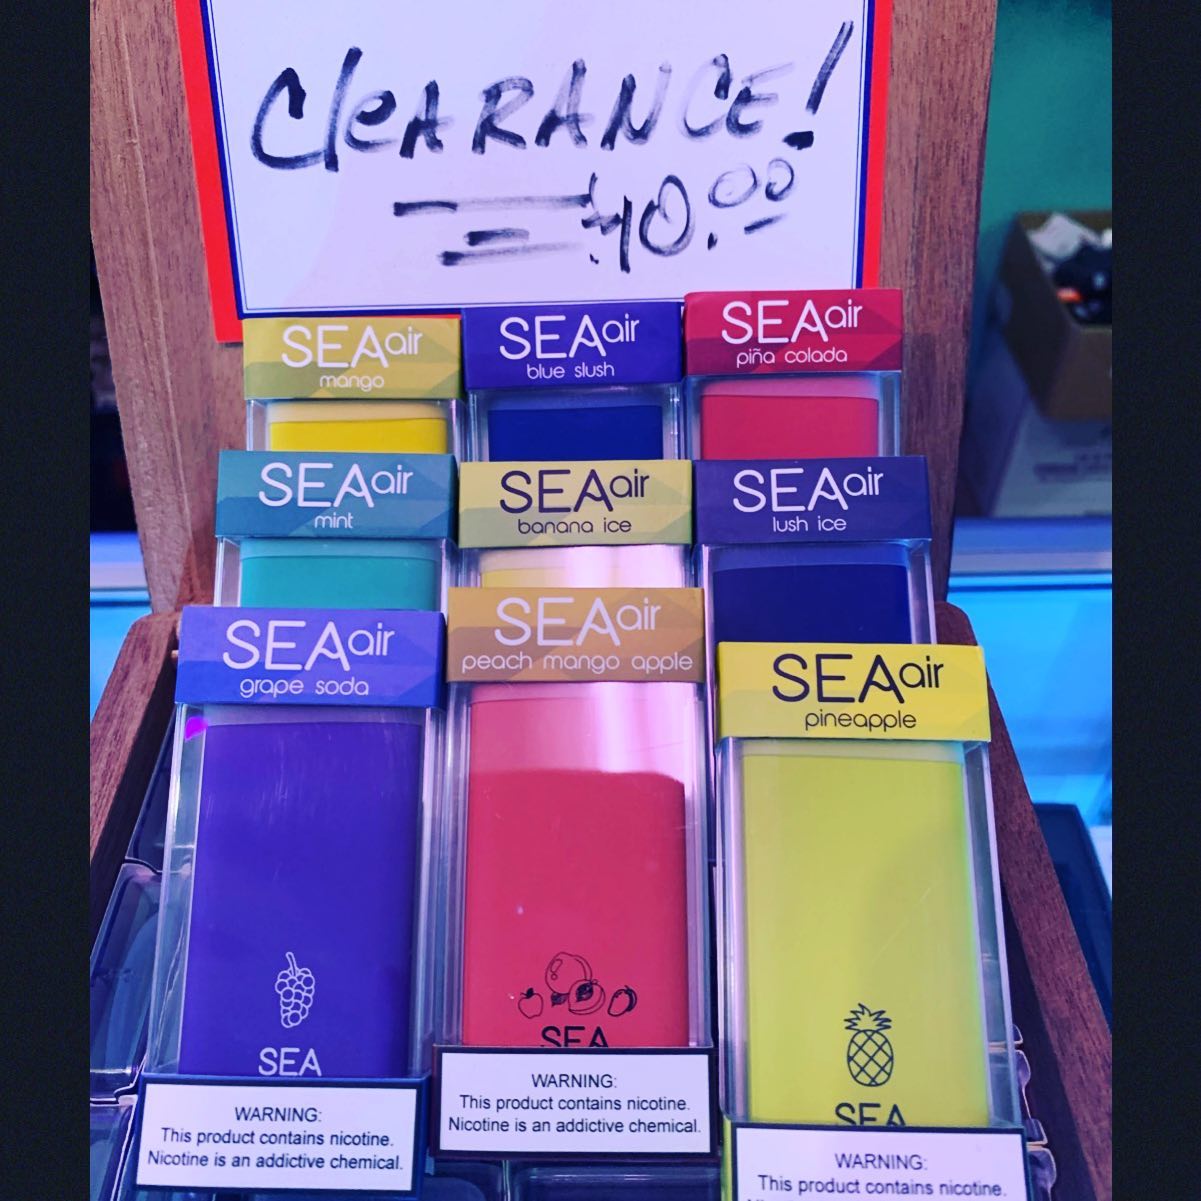 CleARANCE!
$40.00
SEAair
mango
SEAair
blue slush
SEAair
piña colada
SEAair
mint
SEAair
banana ice
SEAair
lush ice
SEAair
grape soda
SEAair
peach mango apple
SEAair
pineapple
SEA
WARNING:
This product contains nicotine.
Nicotine is an addictive chemical.
SEA
WARNING:
This product contains nicotine.
Nicotine is an addictive chemical.
SEA
WARNING:
This product contains nicotine.